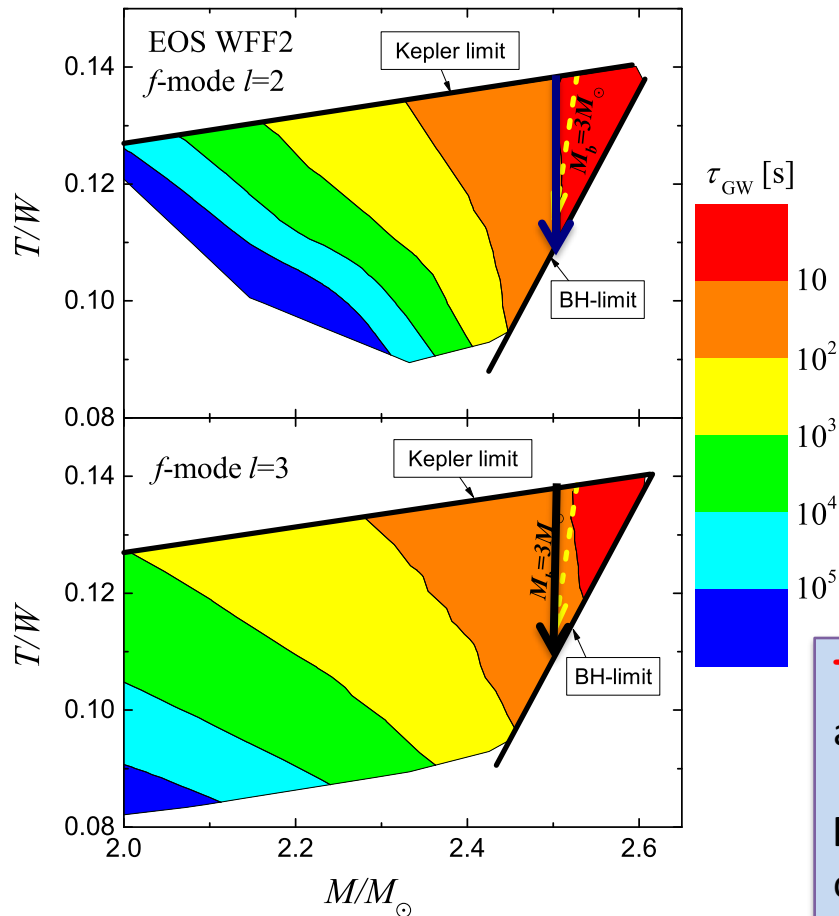 EOS WFF2
f-mode l=2
Kepler limit
M_b=3M_⊙
BH-limit
T/W
0.14
0.12
0.10
0.08
τ_GW [s]
10
10^2
10^3
10^4
10^5
f-mode l=3
Kepler limit
=3M
BH-limit
T/W
0.14
0.12
0.10
0.08
2.0
2.2
2.4
2.6
M/M_⊙
a